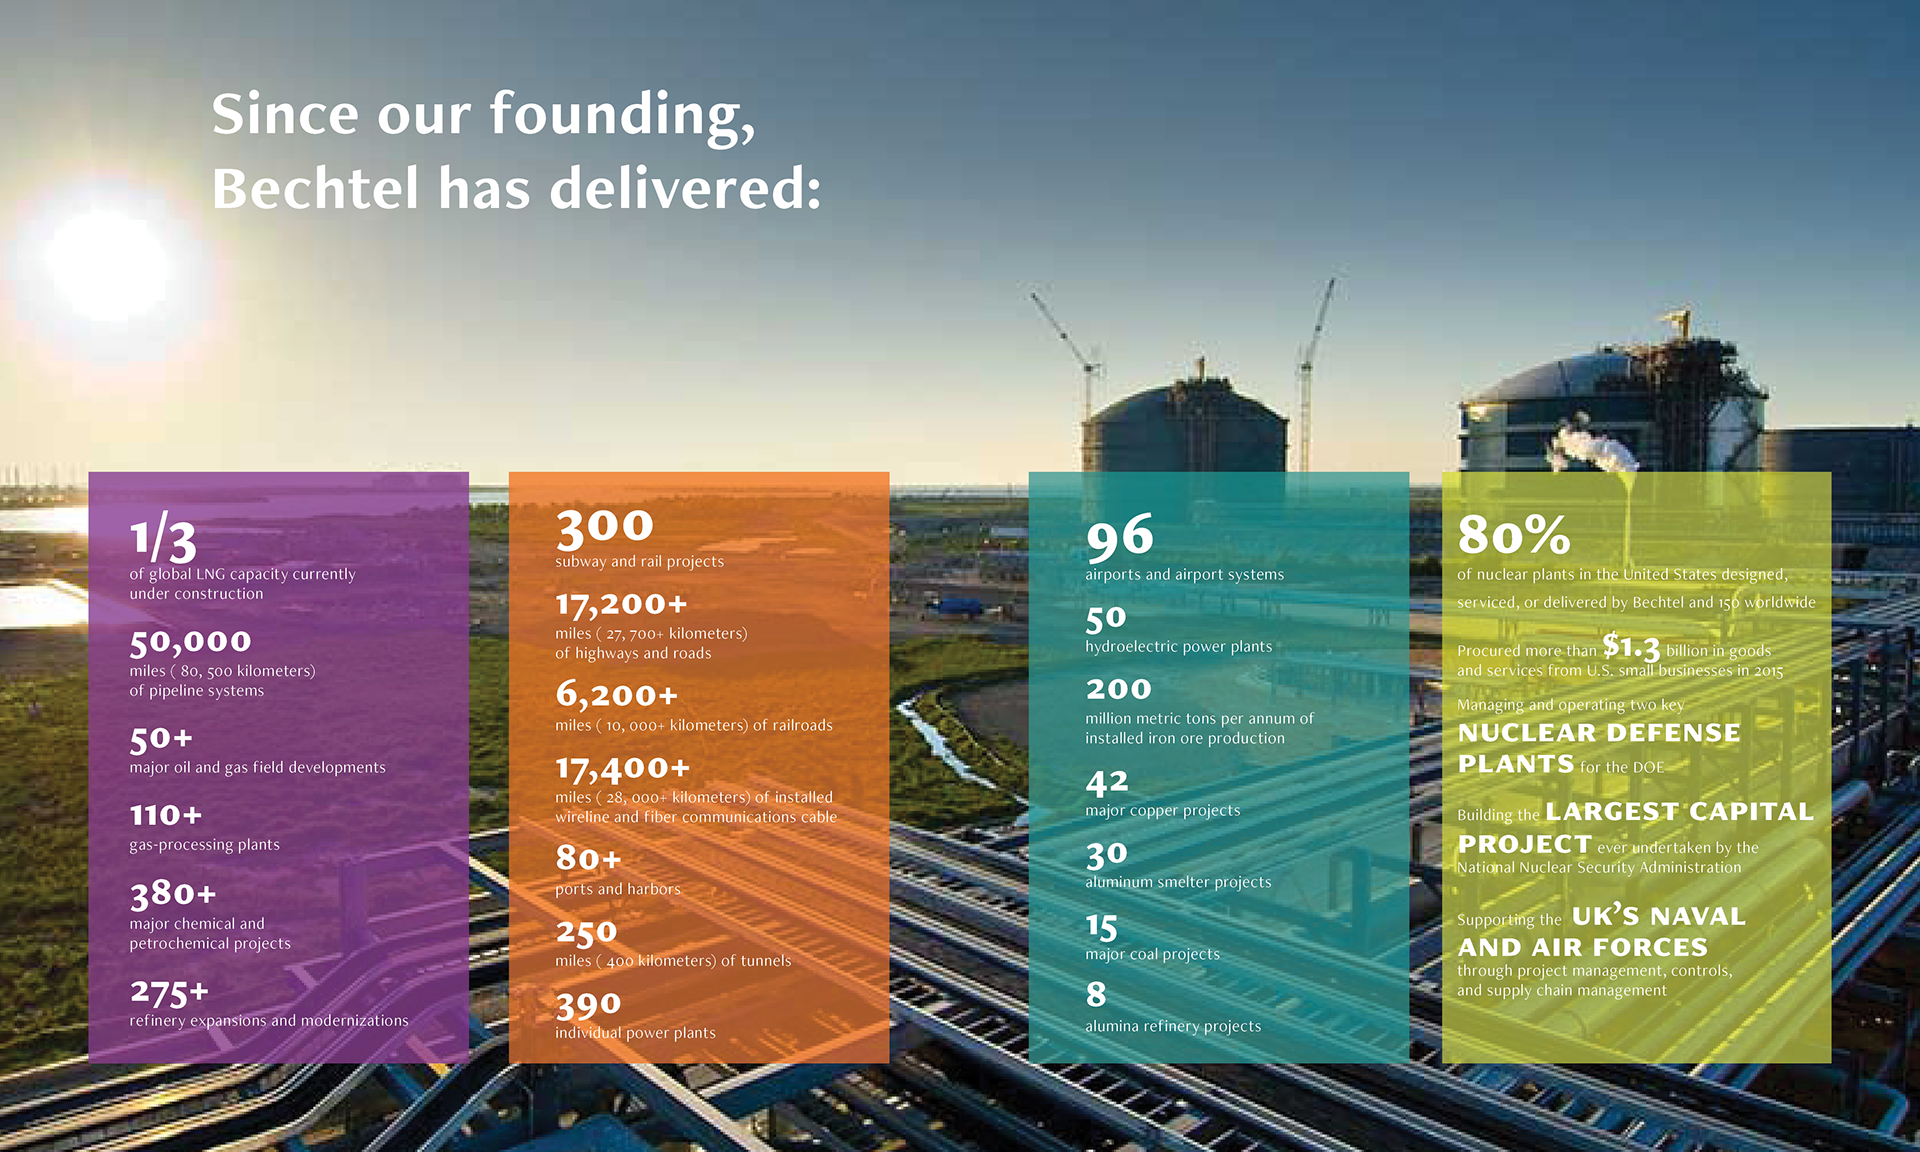 Since our founding,
Bechtel has delivered:
1/3
of global LNG capacity currently
under construction
50,000
miles ( 80, 500 kilometers)
of pipeline systems
50+
major oil and gas field developments
110+
gas-processing plants
380+
major chemical and
petrochemical projects
275+
refinery expansions and modernizations
300
subway and rail projects
17,200+
miles ( 27, 700+ kilometers)
of highways and roads
6,200+
miles ( 10, 000+ kilometers) of railroads
17,400+
miles ( 28, 000+ kilometers) of installed
wireline and fiber communications cable
80+
ports and harbors
250
miles ( 400 kilometers) of tunnels
390
individual power plants
96
airports and airport systems
50
hydroelectric power plants
200
million metric tons per annum of
installed iron ore production
42
major copper projects
30
aluminum smelter projects
15
major coal projects
8
alumina refinery projects
80%
of nuclear plants in the United States designed,
serviced, or delivered by Bechtel and 150 worldwide
Procured more than $1.3 billion in goods
and services from U.S. small businesses in 2015
Managing and operating two key
NUCLEAR DEFENSE
PLANTS for the DOE
Building the LARGEST CAPITAL
PROJECT ever undertaken by the
National Nuclear Security Administration
Supporting the UK'S NAVAL
AND AIR FORCES
through project management, controls,
and supply chain management